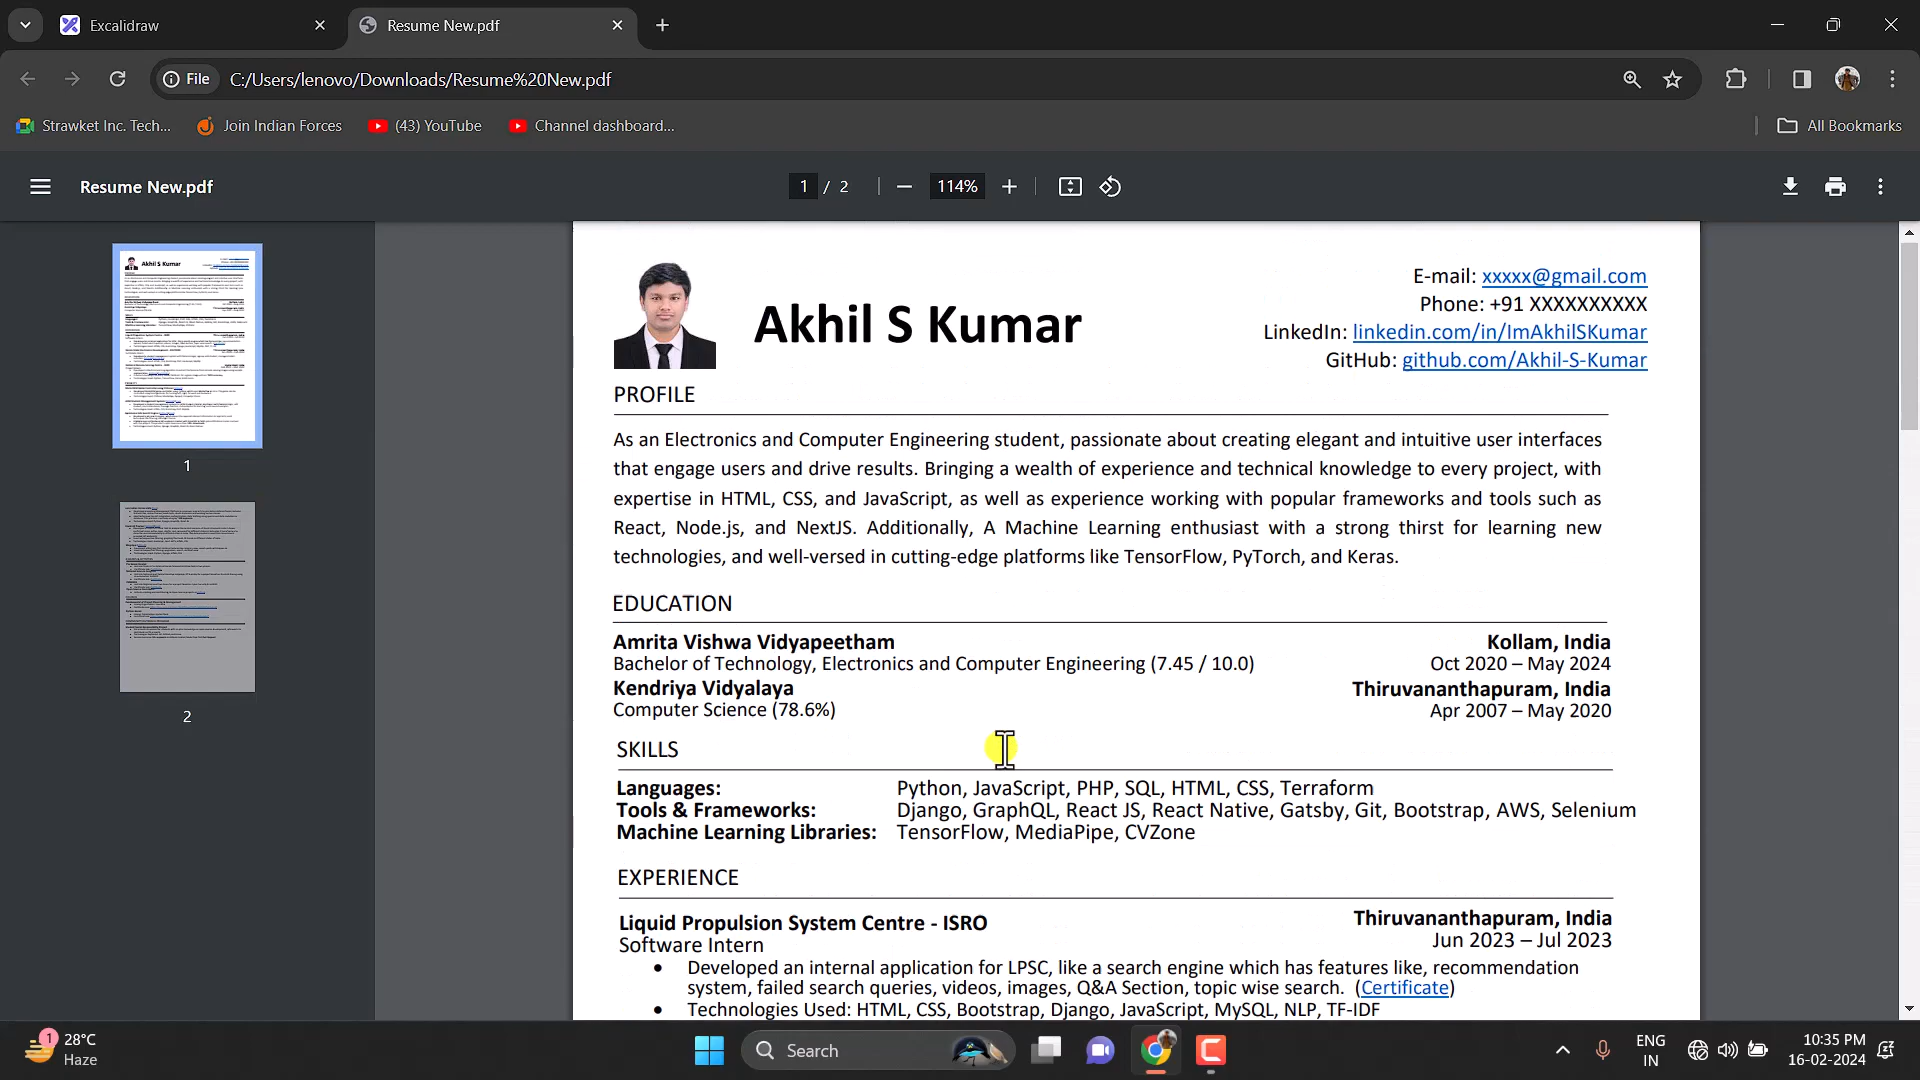 Excalidraw
Resume New.pdf
File
C:/Users/lenovo/Downloads/Resume%20New.pdf
Strawket Inc. Tech...
Join Indian Forces
(43) YouTube
Channel dashboard...
All Bookmarks
Resume New.pdf
1 / 2
114%
Akhil S Kumar
1
2
Akhil S Kumar
E-mail: xxxxx@gmail.com
Phone: +91 XXXXXXXXXX
LinkedIn: linkedin.com/in/ImAkhilSKumar
GitHub: github.com/Akhil-S-Kumar
PROFILE
As an Electronics and Computer Engineering student, passionate about creating elegant and intuitive user interfaces
that engage users and drive results. Bringing a wealth of experience and technical knowledge to every project, with
expertise in HTML, CSS, and JavaScript, as well as experience working with popular frameworks and tools such as
React, Node.js, and NextJS. Additionally, A Machine Learning enthusiast with a strong thirst for learning new
technologies, and well-versed in cutting-edge platforms like TensorFlow, PyTorch, and Keras.
EDUCATION
Amrita Vishwa Vidyapeetham Kollam, India
Bachelor of Technology, Electronics and Computer Engineering (7.45 / 10.0) Oct 2020 – May 2024
Kendriya Vidyalaya Thiruvananthapuram, India
Computer Science (78.6%) Apr 2007 – May 2020
SKILLS
Languages: Python, JavaScript, PHP, SQL, HTML, CSS, Terraform
Tools & Frameworks: Django, GraphQL, React JS, React Native, Gatsby, Git, Bootstrap, AWS, Selenium
Machine Learning Libraries: TensorFlow, MediaPipe, CVZone
EXPERIENCE
Liquid Propulsion System Centre - ISRO Thiruvananthapuram, India
Software Intern Jun 2023 – Jul 2023
• Developed an internal application for LPSC, like a search engine which has features like, recommendation
system, failed search queries, videos, images, Q&A Section, topic wise search. (Certificate)
• Technologies Used: HTML, CSS, Bootstrap, Django, JavaScript, MySQL, NLP, TF-IDF
1
28°C
Haze
Search
ENG
IN
10:35 PM
16-02-2024